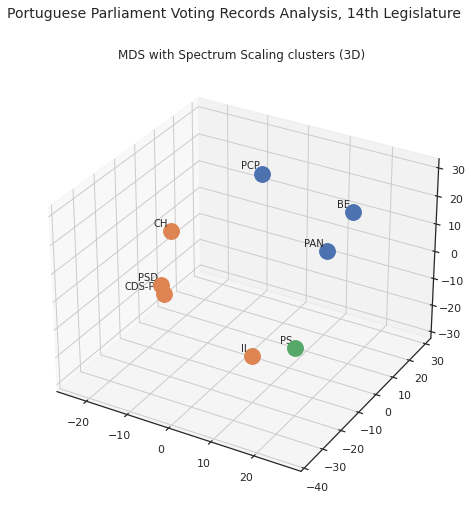 Portuguese Parliament Voting Records Analysis, 14th Legislature
MDS with Spectrum Scaling clusters (3D)
PCP
BE
CH
PAN
PSD
CDS-P
PS
IL
30
20
10
0
−10
−20
−30
30
20
10
0
−10
−20
−30
−40
−20
−10
0
10
20